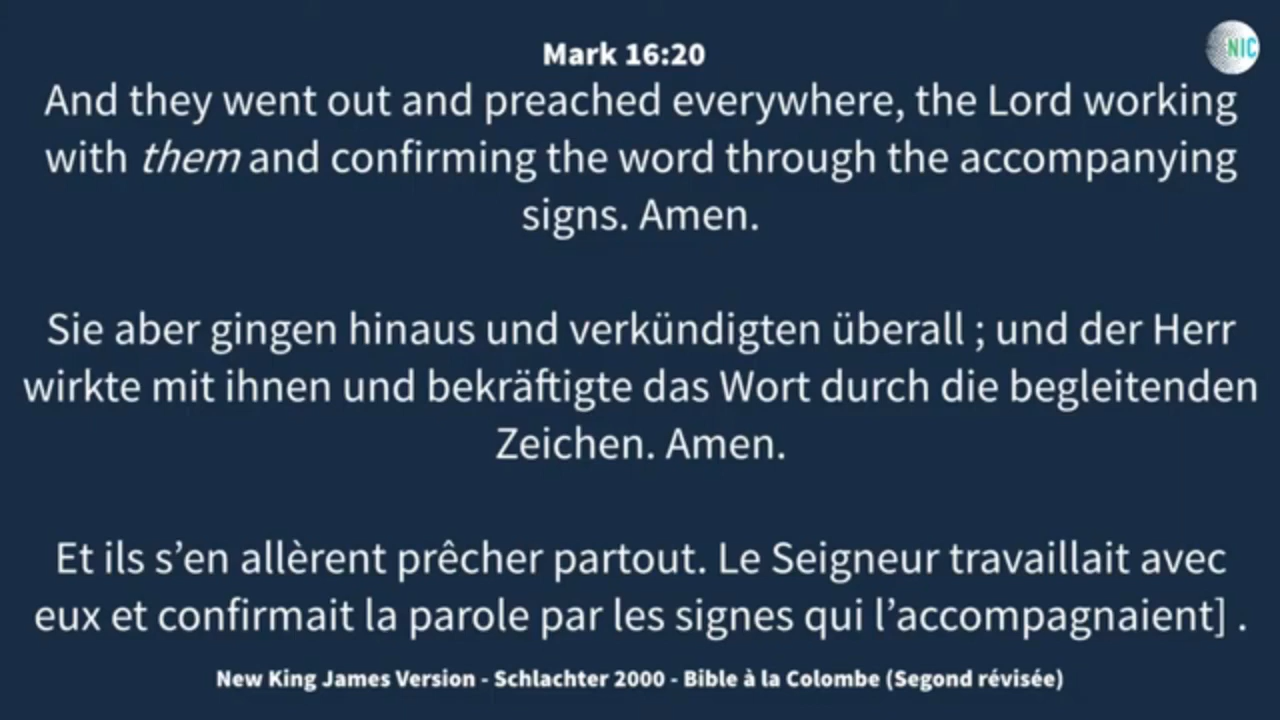 NIC
Mark 16:20
And they went out and preached everywhere, the Lord working
with them and confirming the word through the accompanying
signs. Amen.
Sie aber gingen hinaus und verkündigten überall ; und der Herr
wirkte mit ihnen und bekräftigte das Wort durch die begleitenden
Zeichen. Amen.
Et ils s’en allèrent prêcher partout. Le Seigneur travaillait avec
eux et confirmait la parole par les signes qui l’accompagnaient] .
New King James Version - Schlachter 2000 - Bible à la Colombe (Segond révisée)